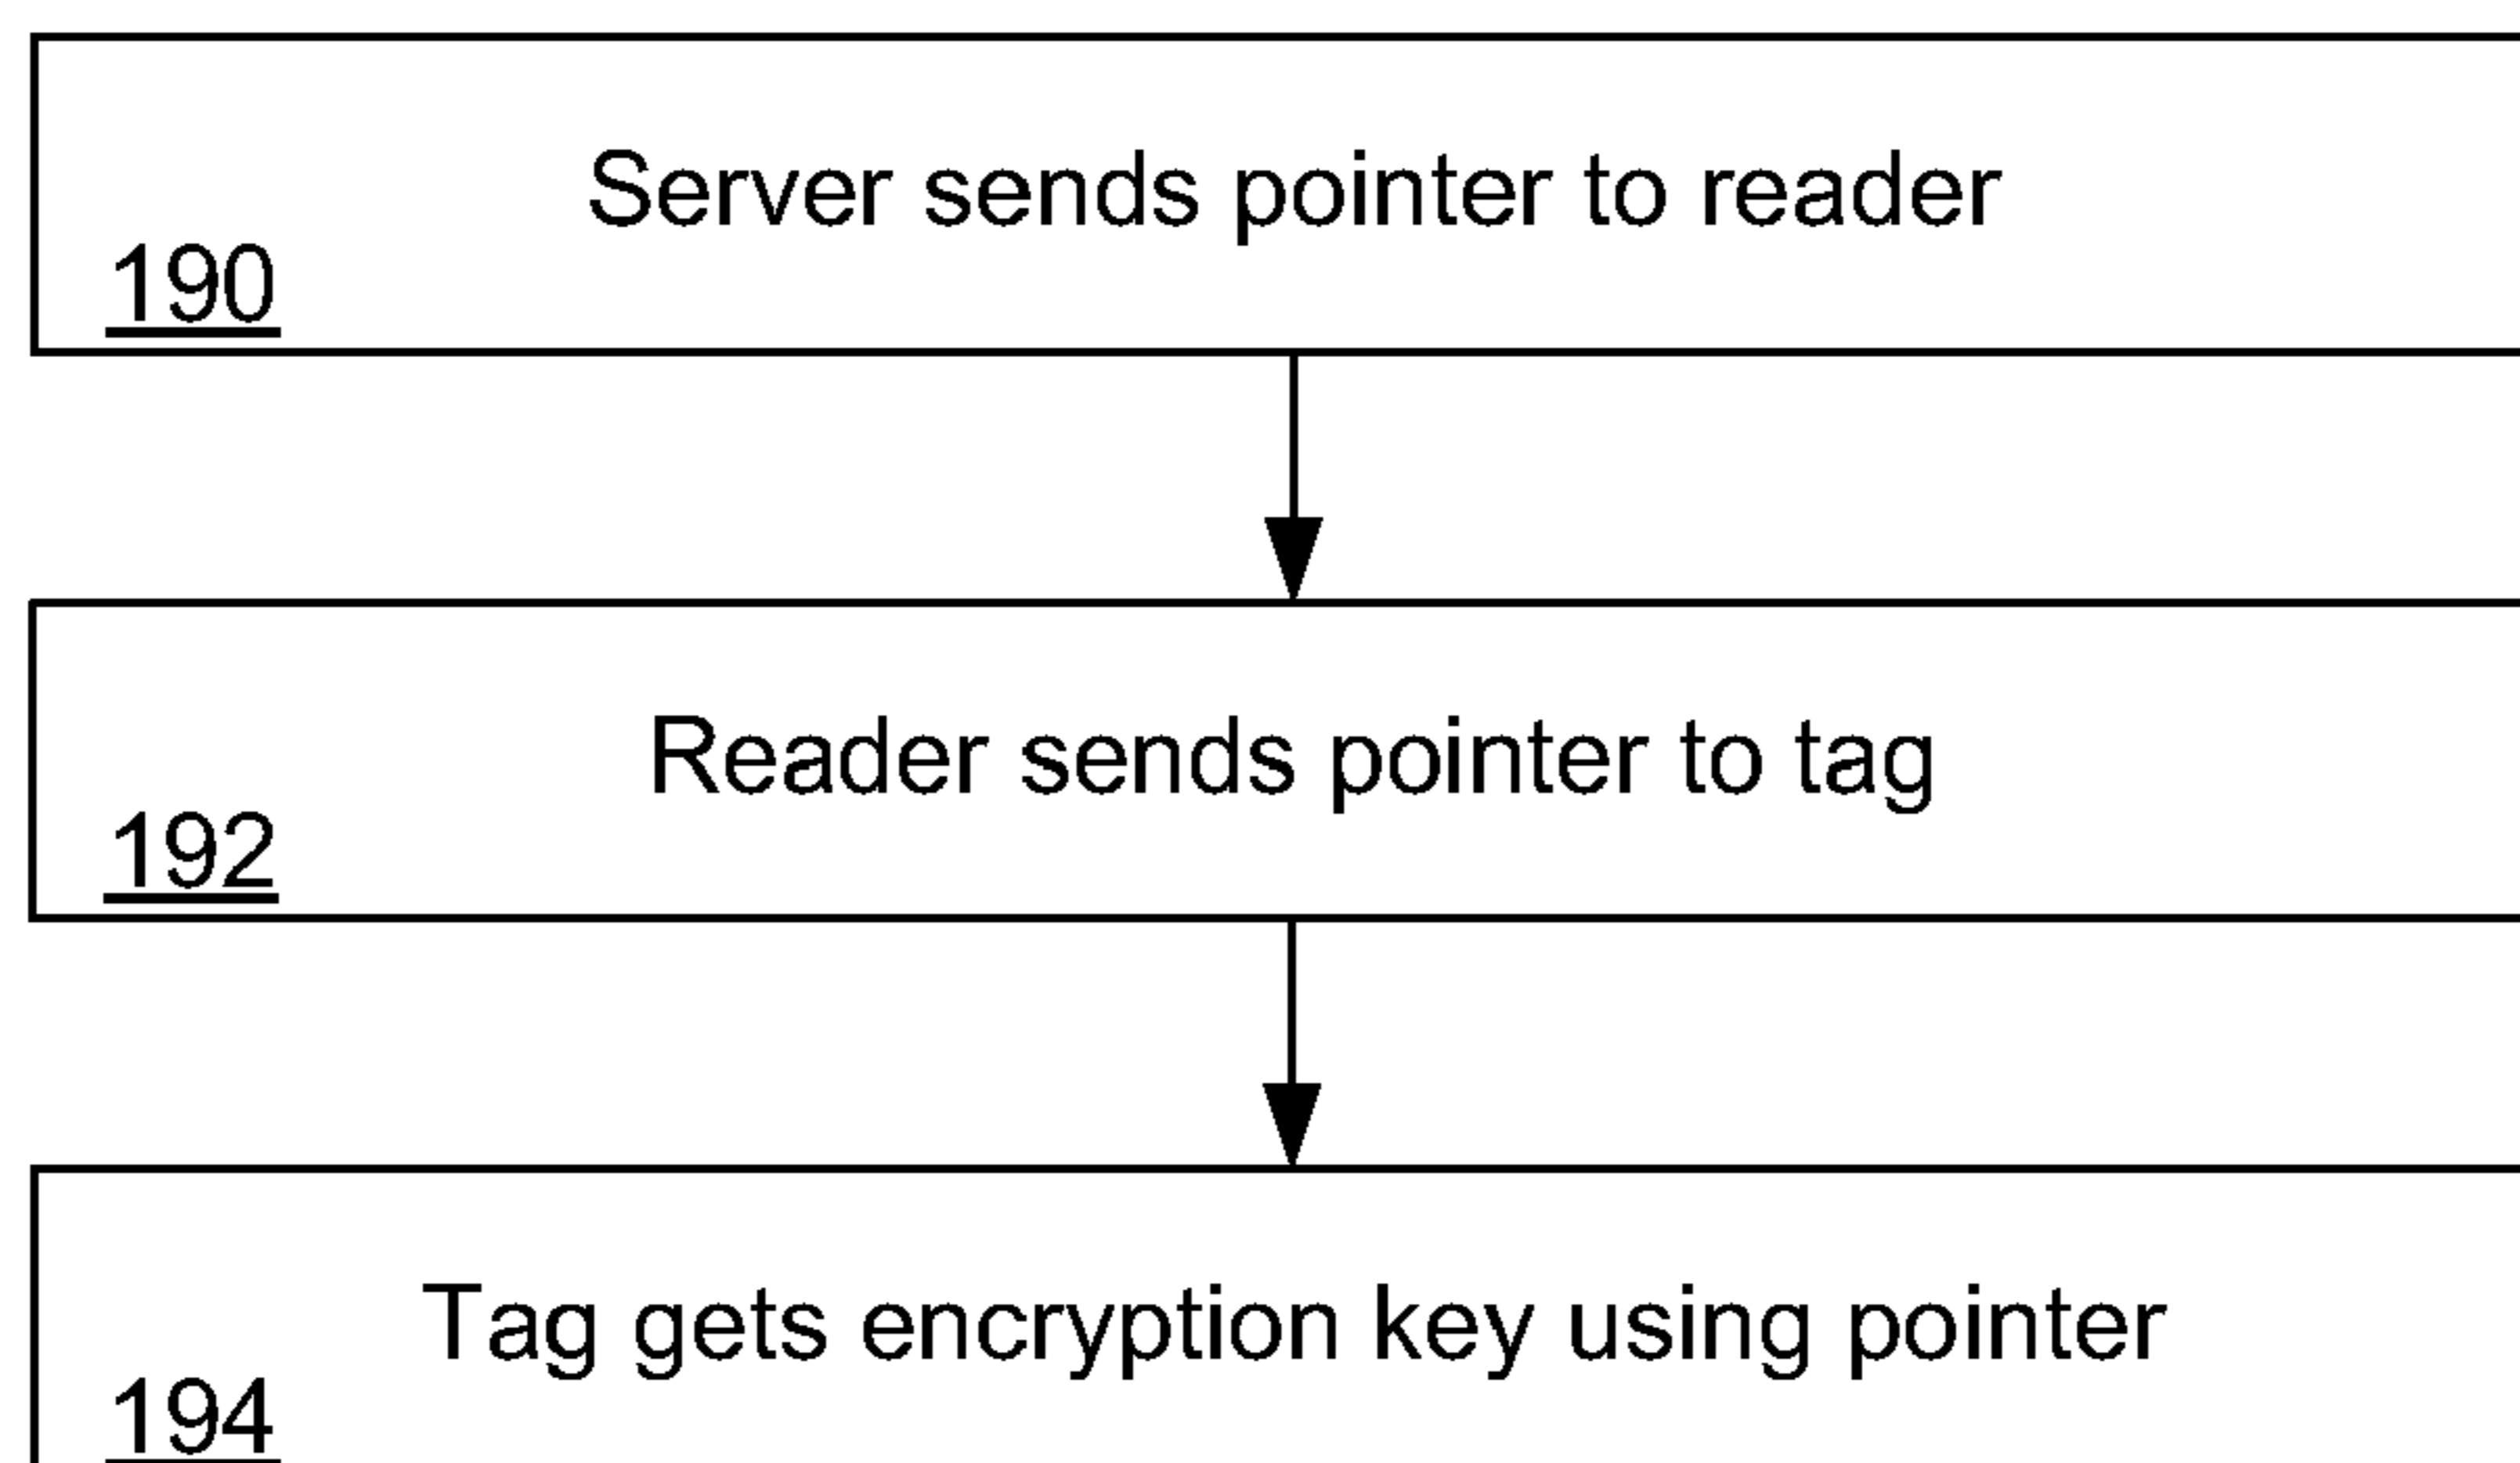 Server sends pointer to reader
190
Reader sends pointer to tag
192
Tag gets encryption key using pointer
194